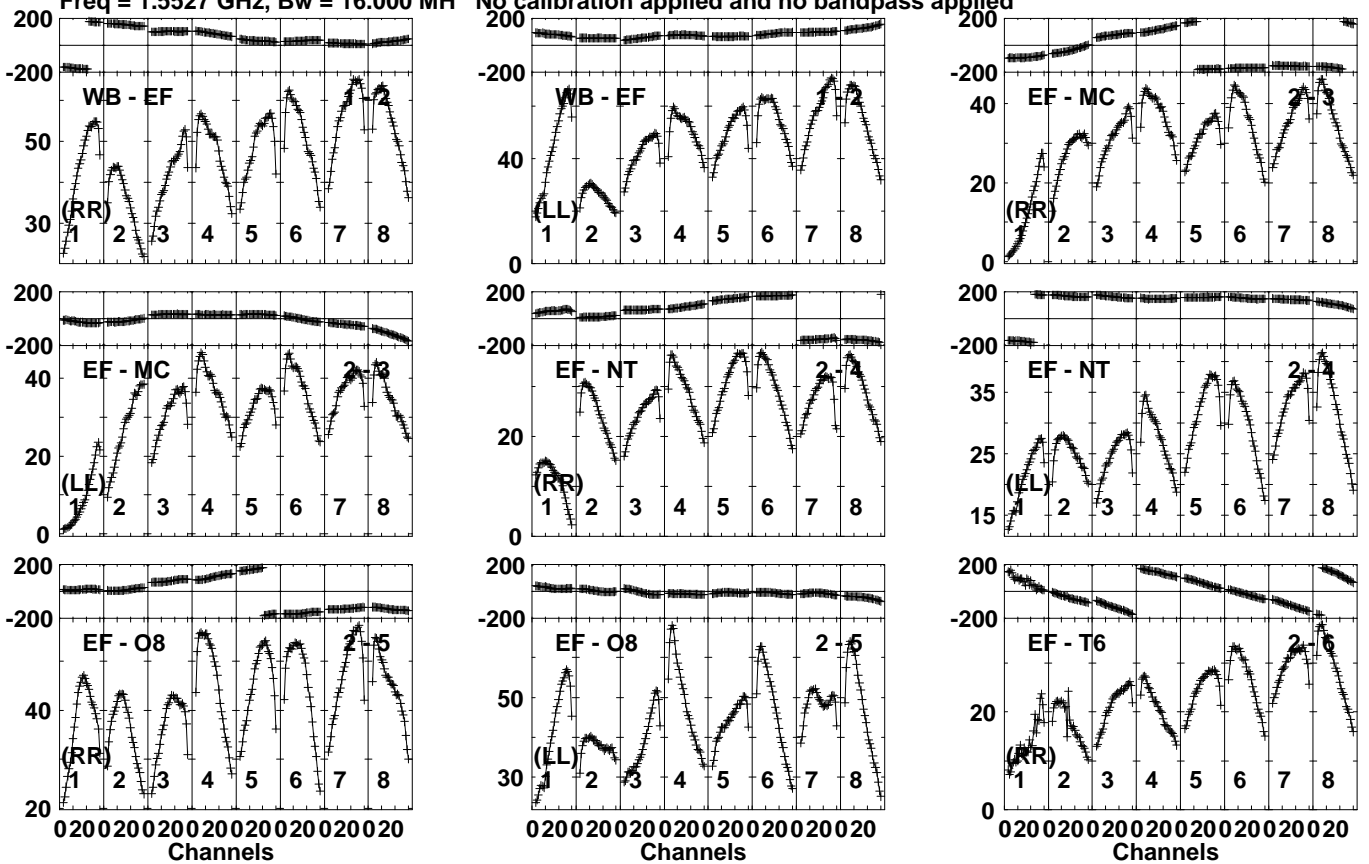 Freq = 1.5527 GHz, Bw = 16.000 MH No calibration applied and no bandpass applied
200 200 200
-200 -200 -200
WB - EF 1 - 2 WB - EF 1 - 2 EF - MC 2 - 3
50 40 40
30 20
(RR) (LL) (RR)
1 2 3 4 5 6 7 8 1 2 3 4 5 6 7 8 1 2 3 4 5 6 7 8
0 0
200 200 200
-200 -200 -200
EF - MC 2 - 3 EF - NT 2 - 4 EF - NT 2 - 4
40 20 35
20 25
(LL) (RR) (LL)
1 2 3 4 5 6 7 8 1 2 3 4 5 6 7 8 1 2 3 4 5 6 7 8
0 0 15
200 200 200
-200 -200 -200
EF - O8 2 - 5 EF - O8 2 - 5 EF - T6 2 - 6
40 50 20
(RR) (LL) (RR)
1 2 3 4 5 6 7 8 1 2 3 4 5 6 7 8 1 2 3 4 5 6 7 8
20 30 0
0 20 0 20 0 20 0 20 0 20 0 20 0 20 0 20 0 20 0 20 0 20 0 20 0 20 0 20 0 20 0 20 0 20 0 20 0 20 0 20 0 20 0 20 0 20 0 20
Channels Channels